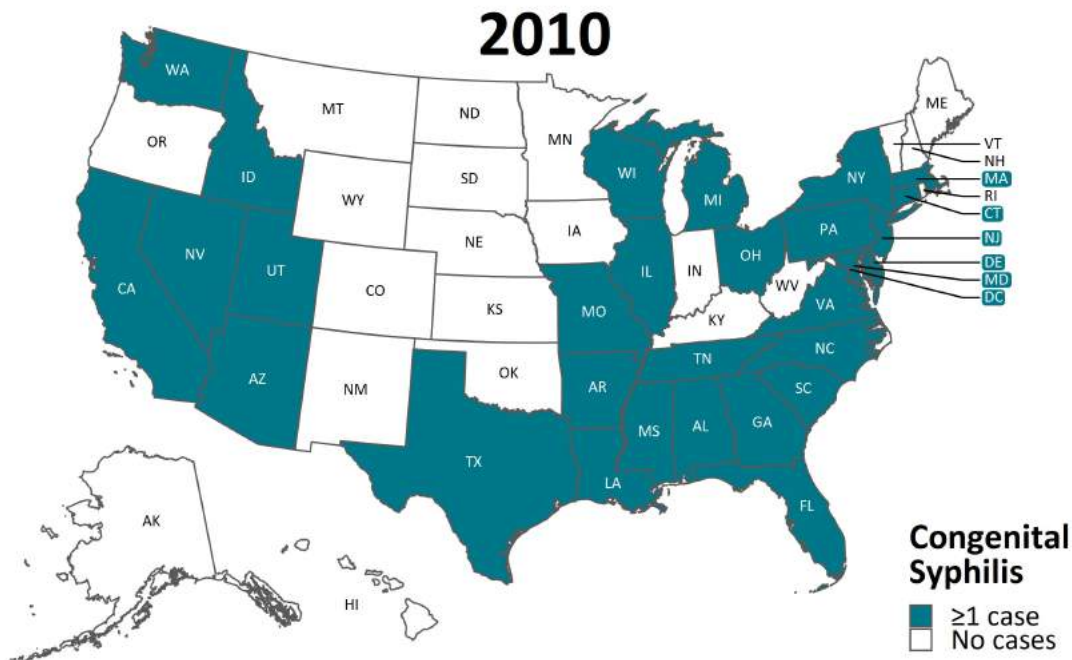 2010
WA
MT
ND
MN
ME
OR
VT
NH
ID
SD
WI
NY
MA
WY
MI
RI
CT
IA
PA
NE
NJ
NV
OH
UT
IL
IN
DE
CA
CO
WV
MD
KS
MO
VA
DC
KY
NC
TN
AZ
OK
NM
AR
SC
MS
AL
GA
TX
LA
FL
AK
HI
Congenital
Syphilis
≥1 case
No cases